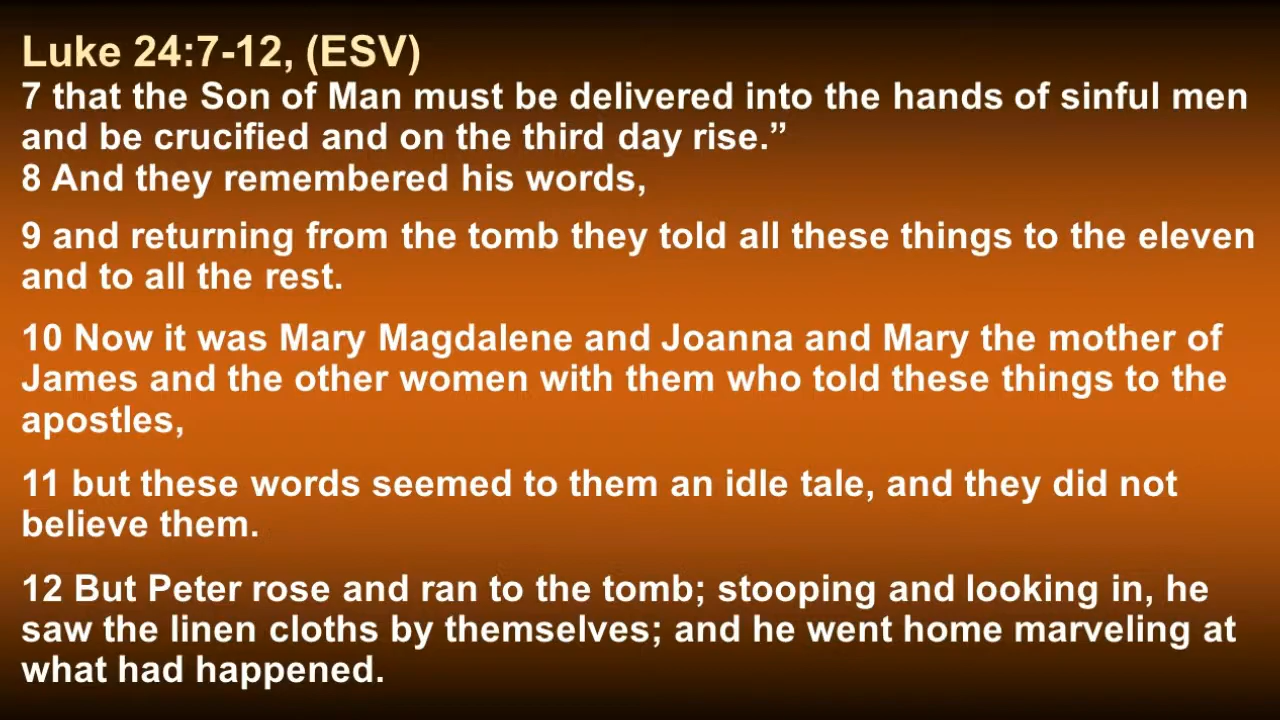 Luke 24:7-12, (ESV)
7 that the Son of Man must be delivered into the hands of sinful men
and be crucified and on the third day rise.”
8 And they remembered his words,
9 and returning from the tomb they told all these things to the eleven
and to all the rest.
10 Now it was Mary Magdalene and Joanna and Mary the mother of
James and the other women with them who told these things to the
apostles,
11 but these words seemed to them an idle tale, and they did not
believe them.
12 But Peter rose and ran to the tomb; stooping and looking in, he
saw the linen cloths by themselves; and he went home marveling at
what had happened.